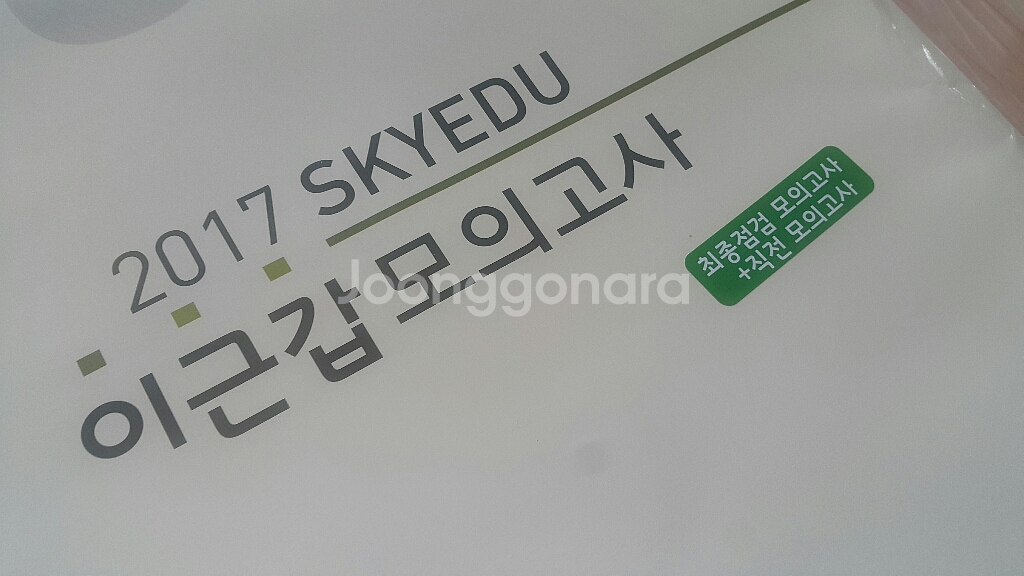 2017 SKYEDU
이근갑 모의고사
최종점검 모의고사
+직전 모의고사
Joonggonara